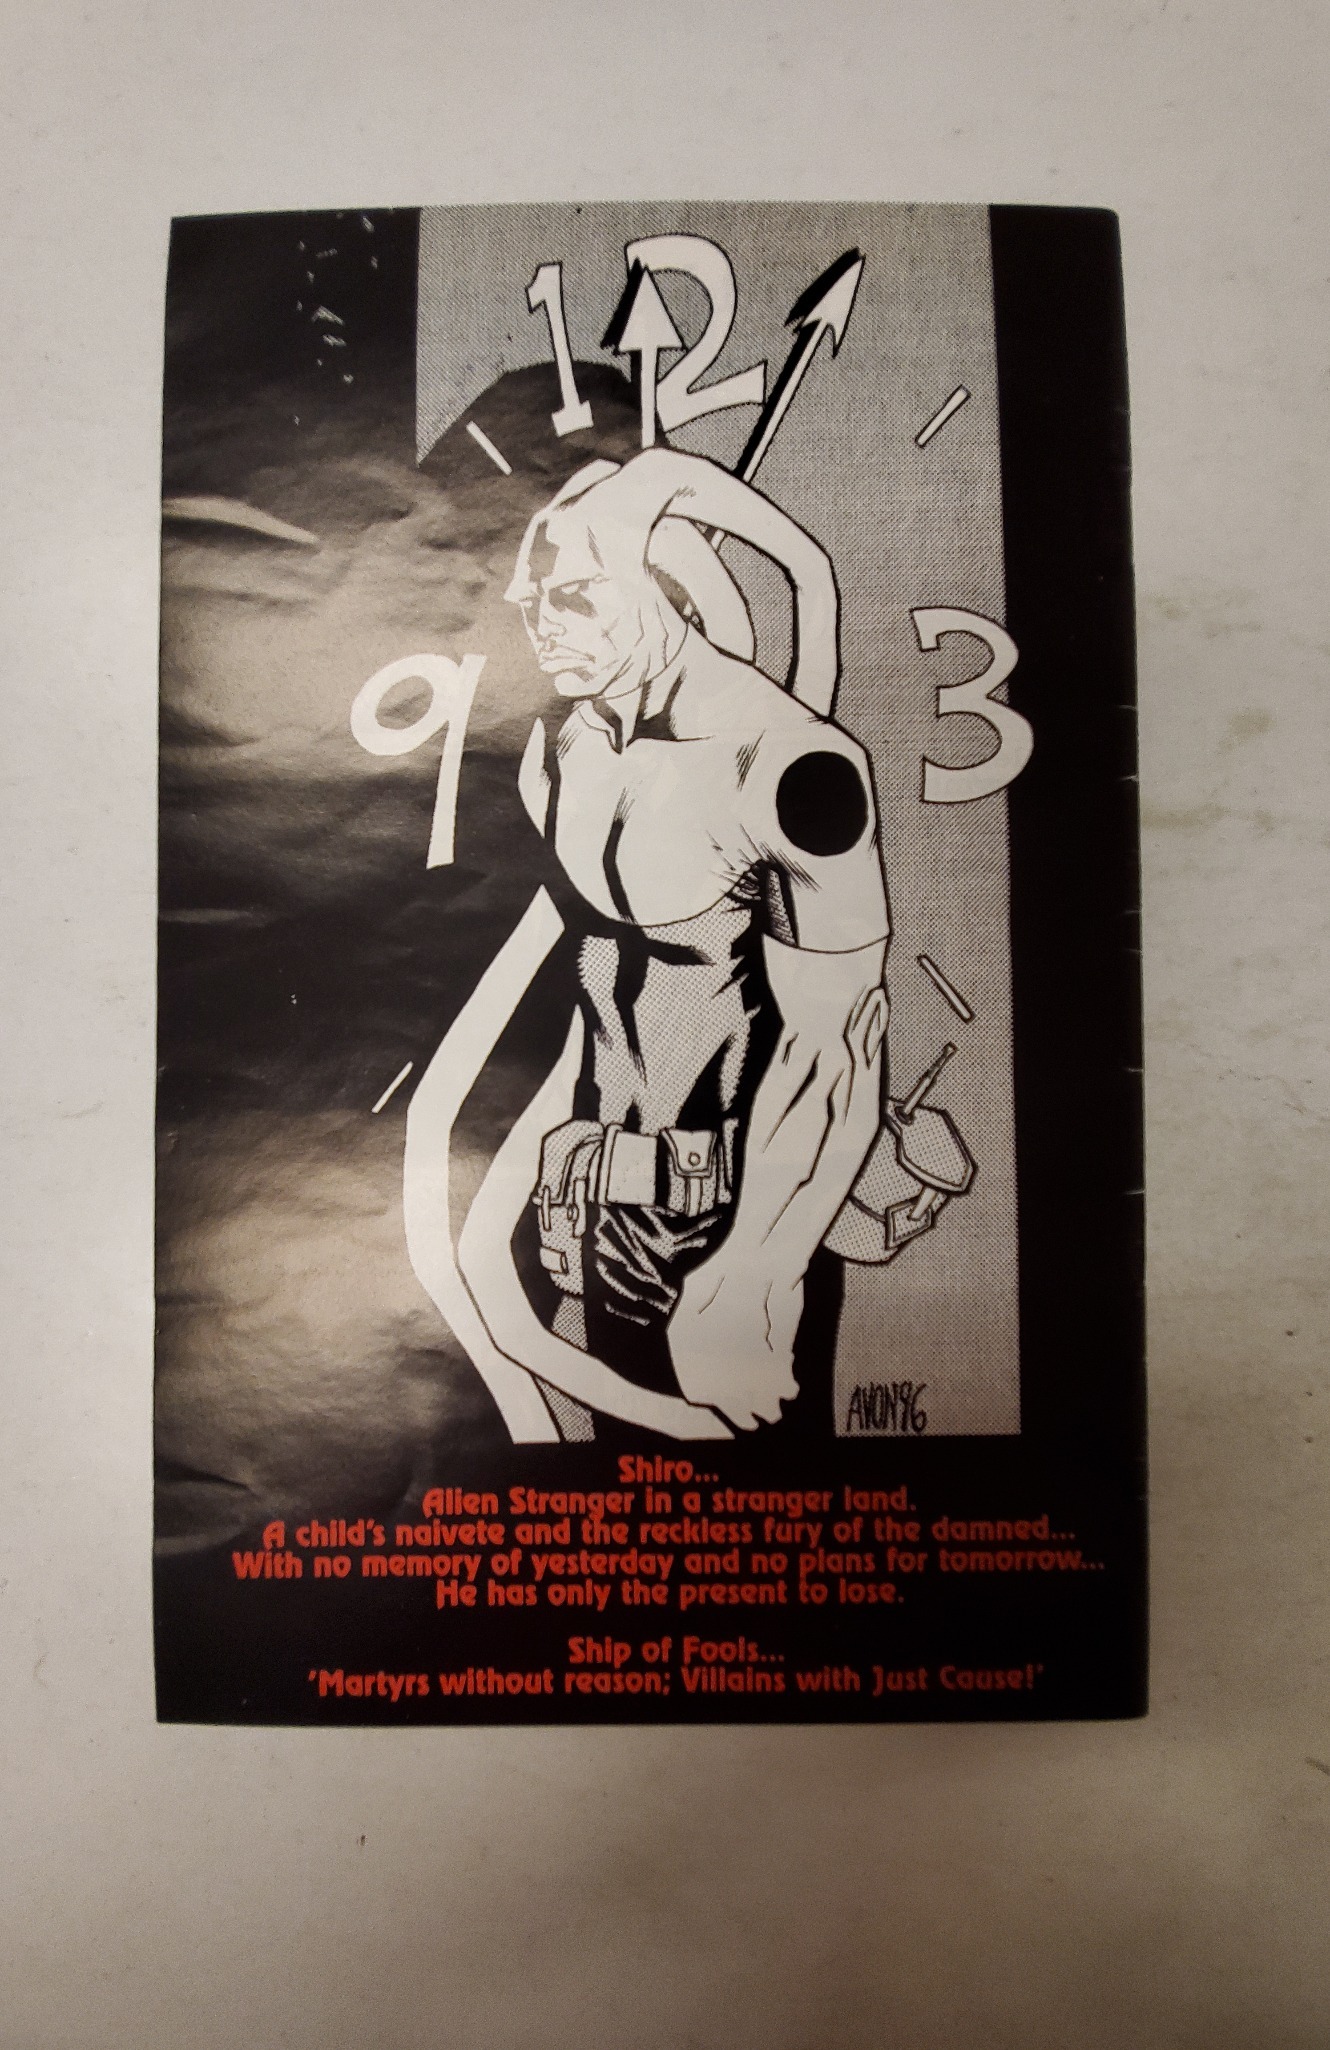 12
9
3
AVON96
Shiro...
Alien Stranger in a stranger land.
A child's naivete and the reckless fury of the damned...
With no memory of yesterday and no plans for tomorrow...
He has only the present to lose.
Ship of Fools...
'Martyrs without reason; Villains with Just Cause!'